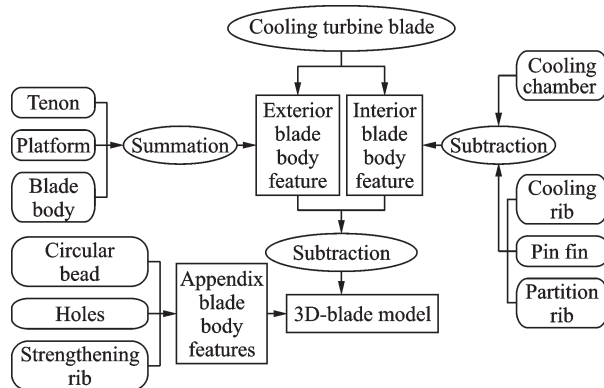 Cooling turbine blade
Tenon
Platform
Blade
body
Summation
Exterior
blade
body
feature
Interior
blade
body
feature
Subtraction
Cooling
chamber
Cooling
rib
Pin fin
Partition
rib
Subtraction
Circular
bead
Holes
Strengthening
rib
Appendix
blade
body
features
3D-blade model